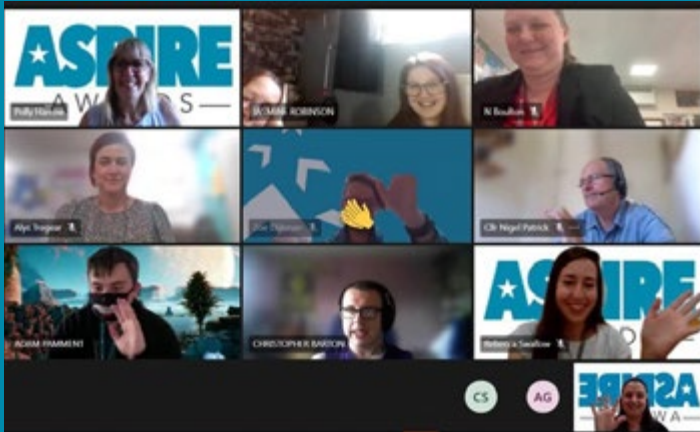 ASPIRE
AWARDS
Polly
JASMINE ROBINSON
N Boulton
Alys Tregear
Cllr Nigel Patrick
ADAM PAMMENT
CHRISTOPHER BARTON
ASPIRE
Rebecca Swallow
CS
AG
ASPIRE